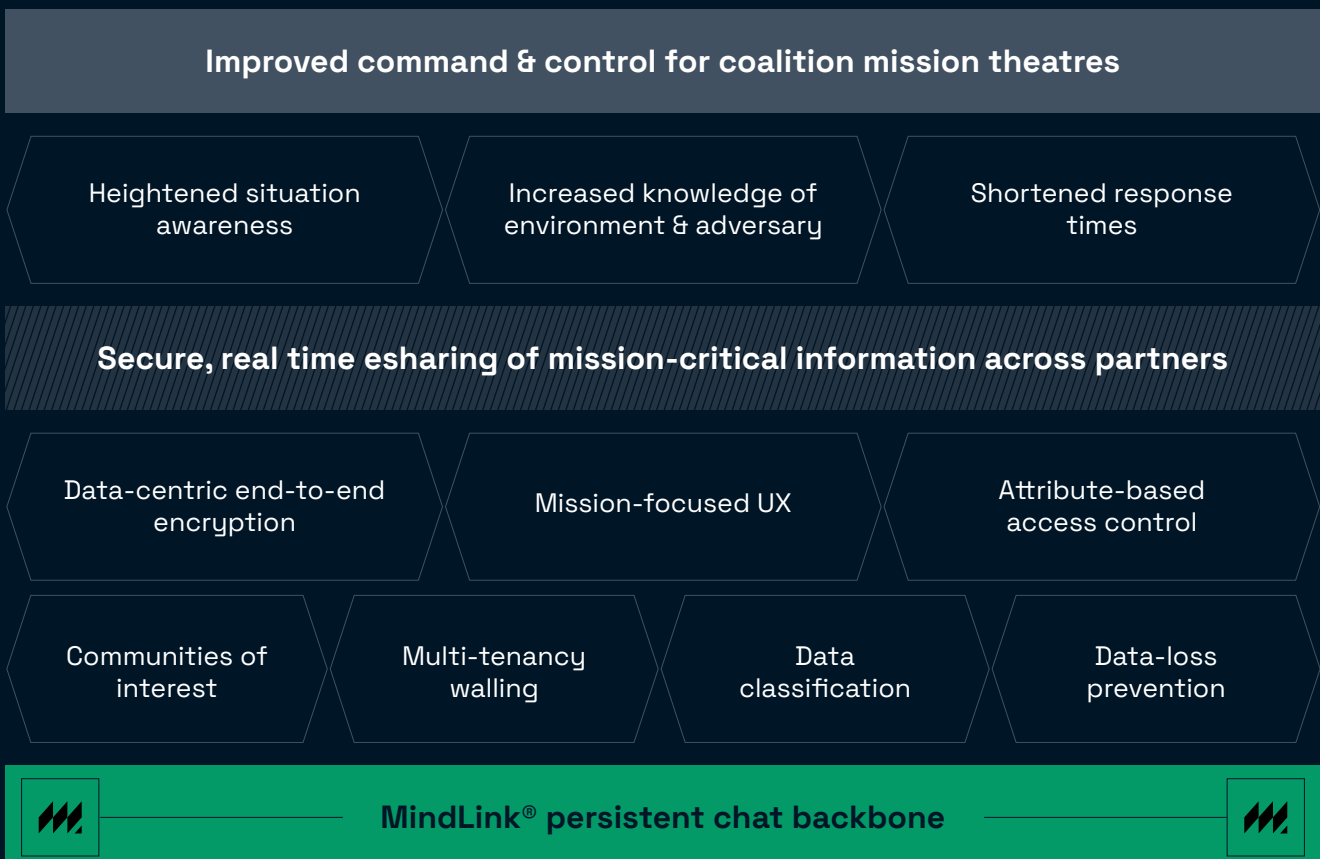 Improved command & control for coalition mission theatres
Heightened situation
awareness
Increased knowledge of
environment & adversary
Shortened response
times
Secure, real time esharing of mission-critical information across partners
Data-centric end-to-end
encryption
Mission-focused UX
Attribute-based
access control
Communities of
interest
Multi-tenancy
walling
Data
classification
Data-loss
prevention
MindLink® persistent chat backbone